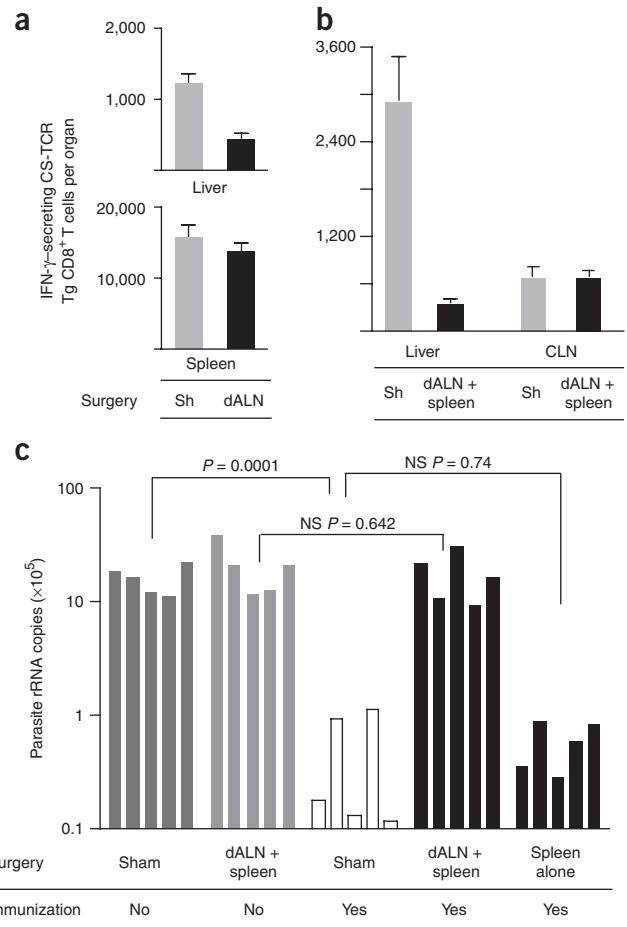 a
2,000
1,000
Liver
20,000
10,000
Spleen
IFN-γ–secreting CS-TCR
Tg CD8+ T cells per organ
Surgery Sh dALN
b
3,600
2,400
1,200
Liver CLN
Sh dALN + spleen Sh dALN + spleen
c
P = 0.0001
NS P = 0.74
NS P = 0.642
100
10
1
0.1
Parasite rRNA copies (×10⁵)
urgery Sham dALN + spleen Sham dALN + spleen Spleen alone
mmunization No No Yes Yes Yes